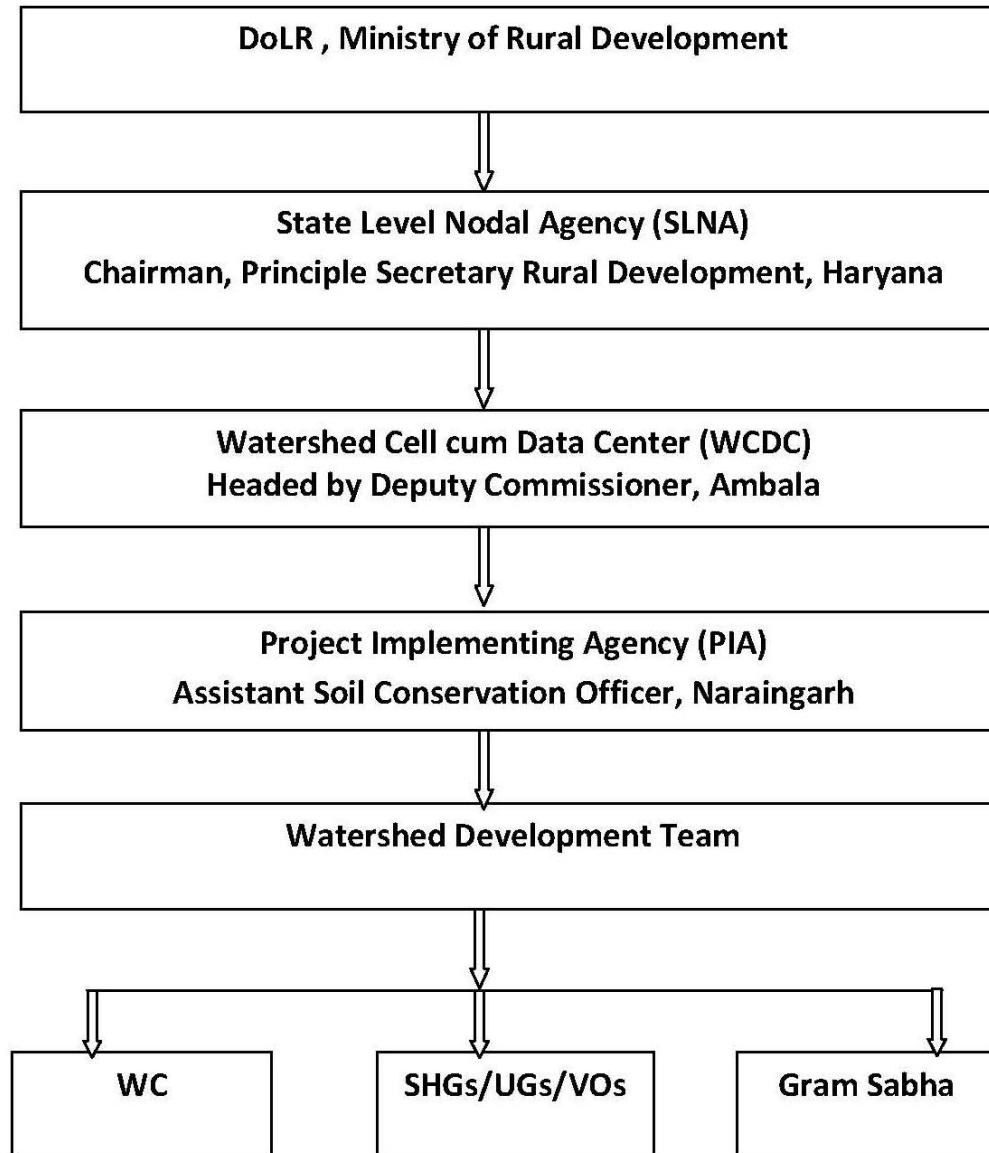 DoLR , Ministry of Rural Development
State Level Nodal Agency (SLNA)
Chairman, Principle Secretary Rural Development, Haryana
Watershed Cell cum Data Center (WCDC)
Headed by Deputy Commissioner, Ambala
Project Implementing Agency (PIA)
Assistant Soil Conservation Officer, Naraingarh
Watershed Development Team
WC
SHGs/UGs/VOs
Gram Sabha